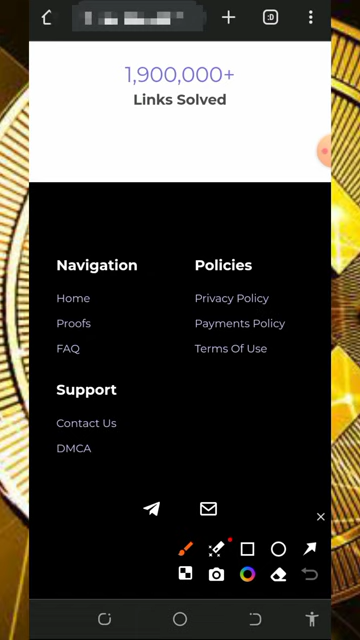 :D
1,900,000+
Links Solved
Navigation
Policies
Home
Privacy Policy
Proofs
Payments Policy
FAQ
Terms Of Use
Support
Contact Us
DMCA